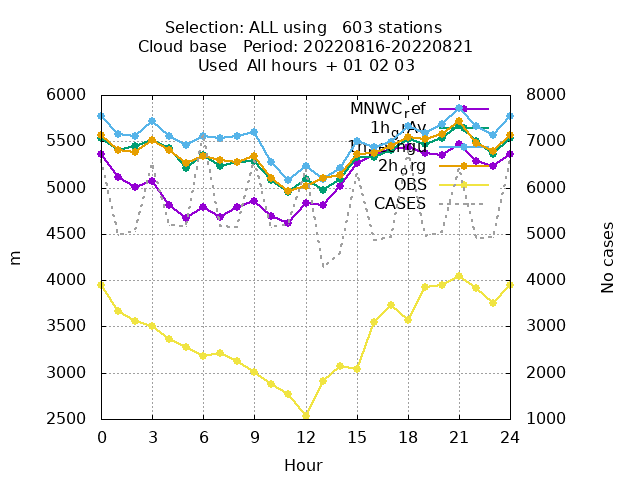 Selection: ALL using 603 stations
Cloud base Period: 20220816-20220821
Used All hours + 01 02 03
6000 8000
MNWC_ref
1h_
5500 7000
2h_org
5000 6000
OBS
CASES
4500 5000
4000 4000
3500 3000
3000 2000
2500 1000
0 3 6 9 12 15 18 21 24
Hour
m
No cases